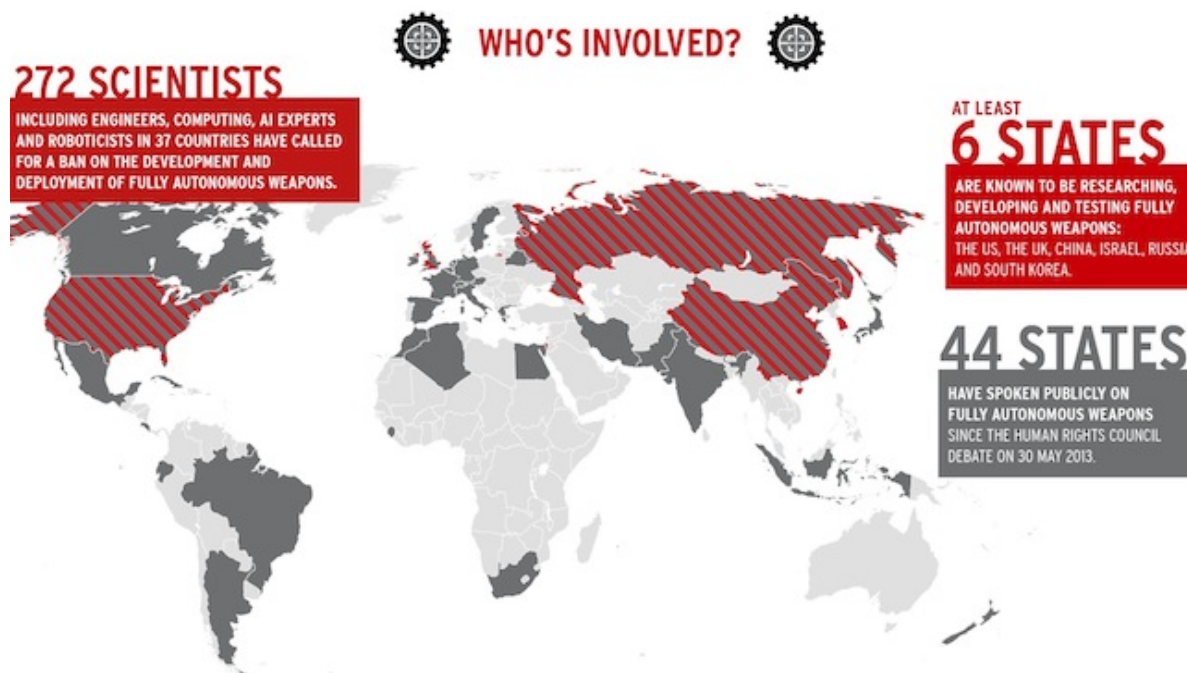 WHO'S INVOLVED?
272 SCIENTISTS
INCLUDING ENGINEERS, COMPUTING, AI EXPERTS
AND ROBOTICISTS IN 37 COUNTRIES HAVE CALLED
FOR A BAN ON THE DEVELOPMENT AND
DEPLOYMENT OF FULLY AUTONOMOUS WEAPONS.
AT LEAST
6 STATES
ARE KNOWN TO BE RESEARCHING,
DEVELOPING AND TESTING FULLY
AUTONOMOUS WEAPONS:
THE US, THE UK, CHINA, ISRAEL, RUSSIA
AND SOUTH KOREA.
44 STATES
HAVE SPOKEN PUBLICLY ON
FULLY AUTONOMOUS WEAPONS
SINCE THE HUMAN RIGHTS COUNCIL
DEBATE ON 30 MAY 2013.